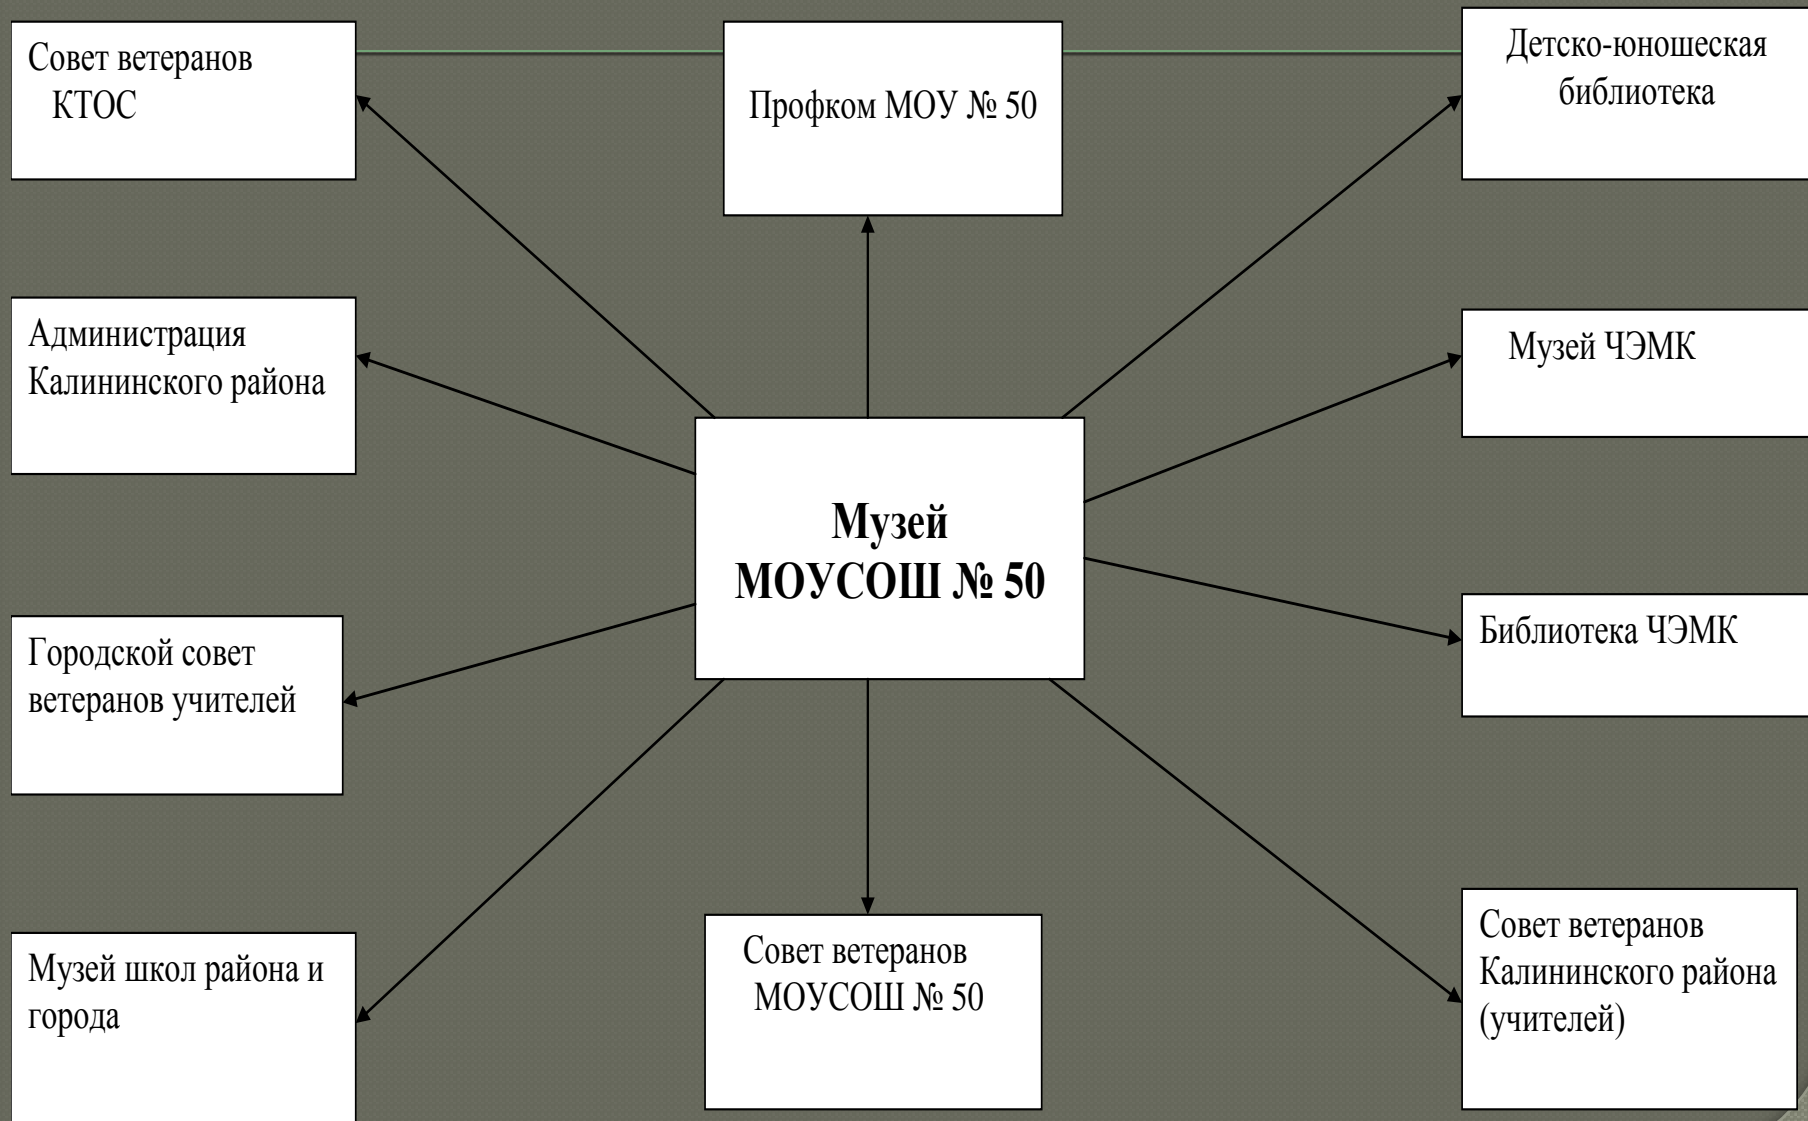 Совет ветеранов
КТОС
Профком МОУ № 50
Детско-юношеская
библиотека
Администрация
Калининского района
Музей ЧЭМК
Музей
МОУСОШ № 50
Городской совет
ветеранов учителей
Библиотека ЧЭМК
Музей школ района и
города
Совет ветеранов
МОУСОШ № 50
Совет ветеранов
Калининского района
(учителей)